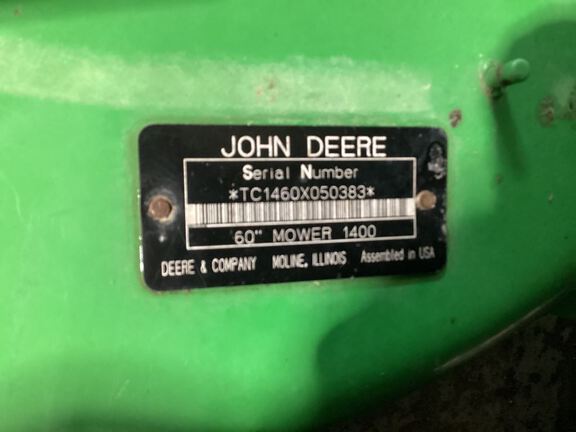 JOHN DEERE
Serial Number
*TC1460X050383*
60" MOWER 1400
DEERE & COMPANY MOLINE, ILLINOIS Assembled in USA